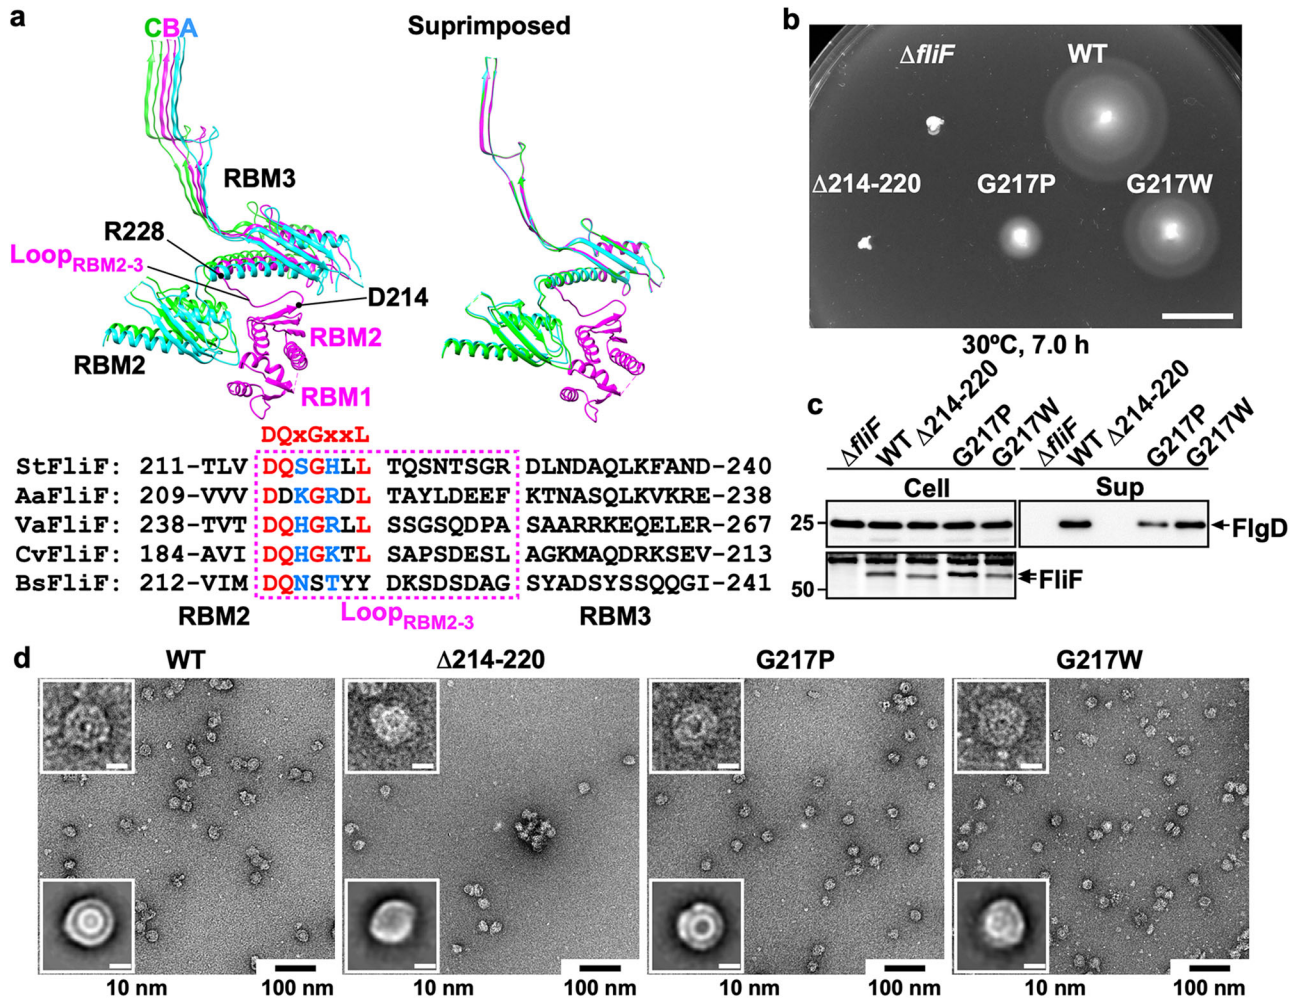 a
CBA
Suprimposed
RBM3
R228
Loop RBM2-3
D214
RBM2
RBM2
RBM1
DQxGxxL
StFliF: 211-TLV DQSGHLL TQSNTSGR DLNDAQLKFAND-240
AaFliF: 209-VVV DDKGRDL TAYLDEEF KTNASQLKVKRE-238
VaFliF: 238-TVT DQHGRLL SSGSQDPA SAARRKEQELER-267
CvFliF: 184-AVI DQHGKTL SAPSDESL AGKMAQDRKSEV-213
BsFliF: 212-VIM DQNSTYY DKSDSDAG SYADSYSSQQGI-241
RBM2 Loop RBM2-3 RBM3
b
ΔfliF WT
Δ214-220 G217P G217W
30ºC, 7.0 h
c
ΔfliF WT Δ214-220 G217P G217W ΔfliF WT Δ214-220 G217P G217W
Cell Sup
25 FlgD
50 FliF
d
WT Δ214-220 G217P G217W
10 nm 100 nm 10 nm 100 nm 10 nm 100 nm 10 nm 100 nm